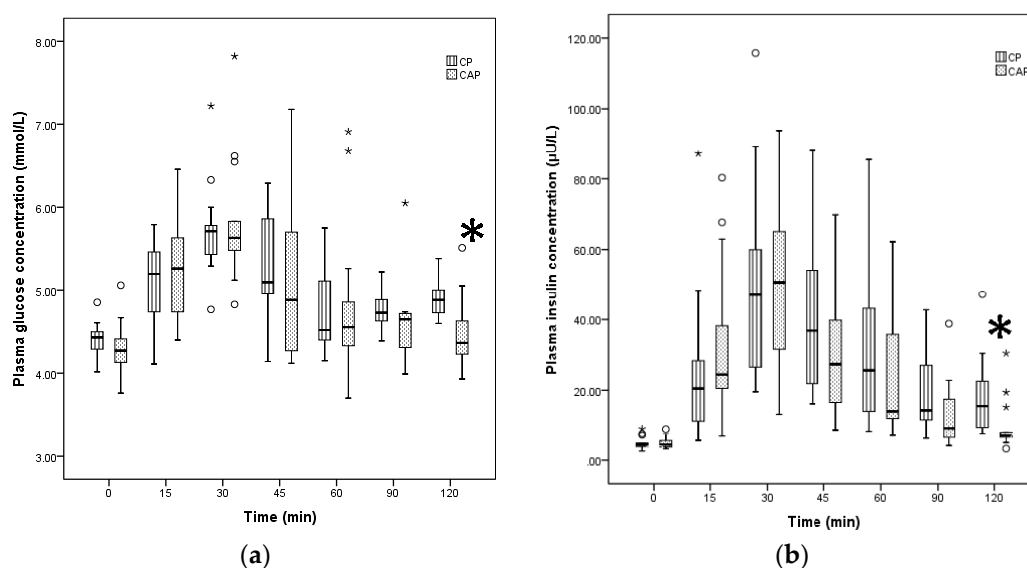 8.00
7.00
6.00
5.00
4.00
3.00
Plasma glucose concentration (mmol/L)
CP
CAP
0 15 30 45 60 90 120
Time (min)
(a)
120.00
100.00
80.00
60.00
40.00
20.00
.00
Plasma insulin concentration (µU/L)
CP
CAP
0 15 30 45 60 90 120
Time (min)
(b)